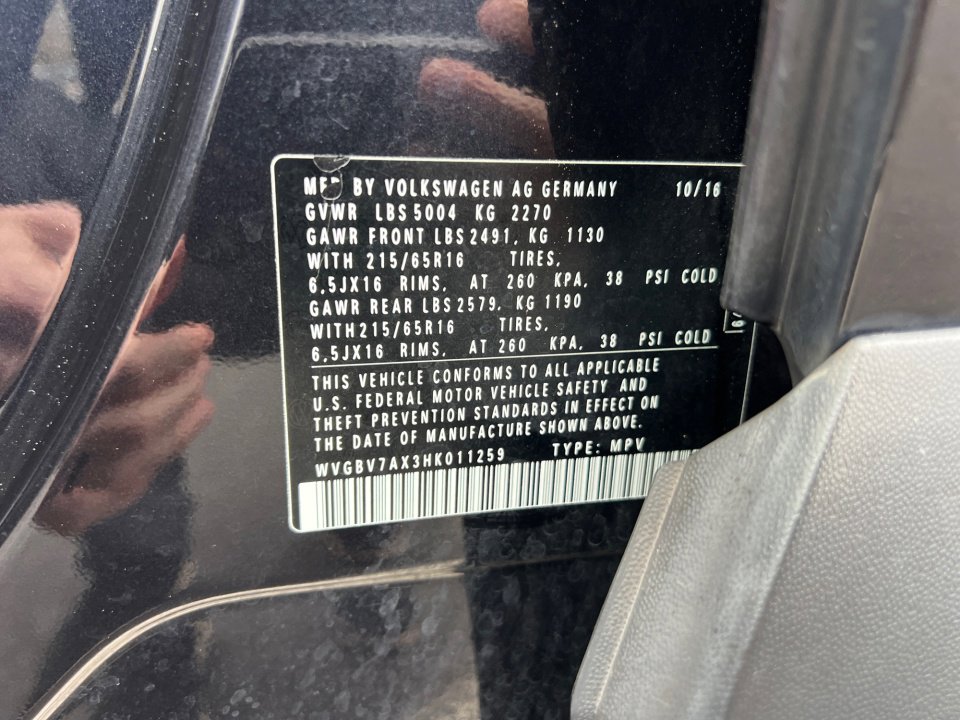 MFD BY VOLKSWAGEN AG GERMANY 10/16
GVWR LBS 5004 KG 2270
GAWR FRONT LBS 2491, KG 1130
WITH 215/65R16 TIRES,
6,5JX16 RIMS, AT 260 KPA, 38 PSI COLD
GAWR REAR LBS 2579, KG 1190
WITH 215/65R16 TIRES,
6,5JX16 RIMS, AT 260 KPA, 38 PSI COLD
THIS VEHICLE CONFORMS TO ALL APPLICABLE
U.S. FEDERAL MOTOR VEHICLE SAFETY AND
THEFT PREVENTION STANDARDS IN EFFECT ON
THE DATE OF MANUFACTURE SHOWN ABOVE.
WVGBV7AX3HK011259 TYPE: MPV